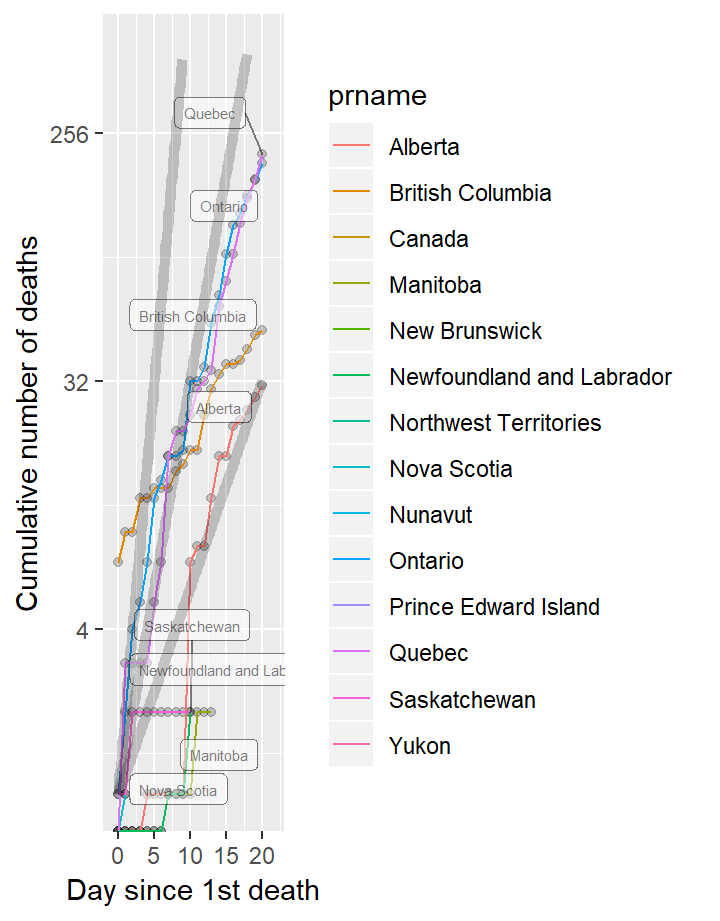 Quebec
256
Ontario
British Columbia
32
Alberta
4
Saskatchewan
Newfoundland and Lab
Manitoba
Nova Scotia
0 5 10 15 20
Day since 1st death
Cumulative number of deaths
prname
Alberta
British Columbia
Canada
Manitoba
New Brunswick
Newfoundland and Labrador
Northwest Territories
Nova Scotia
Nunavut
Ontario
Prince Edward Island
Quebec
Saskatchewan
Yukon